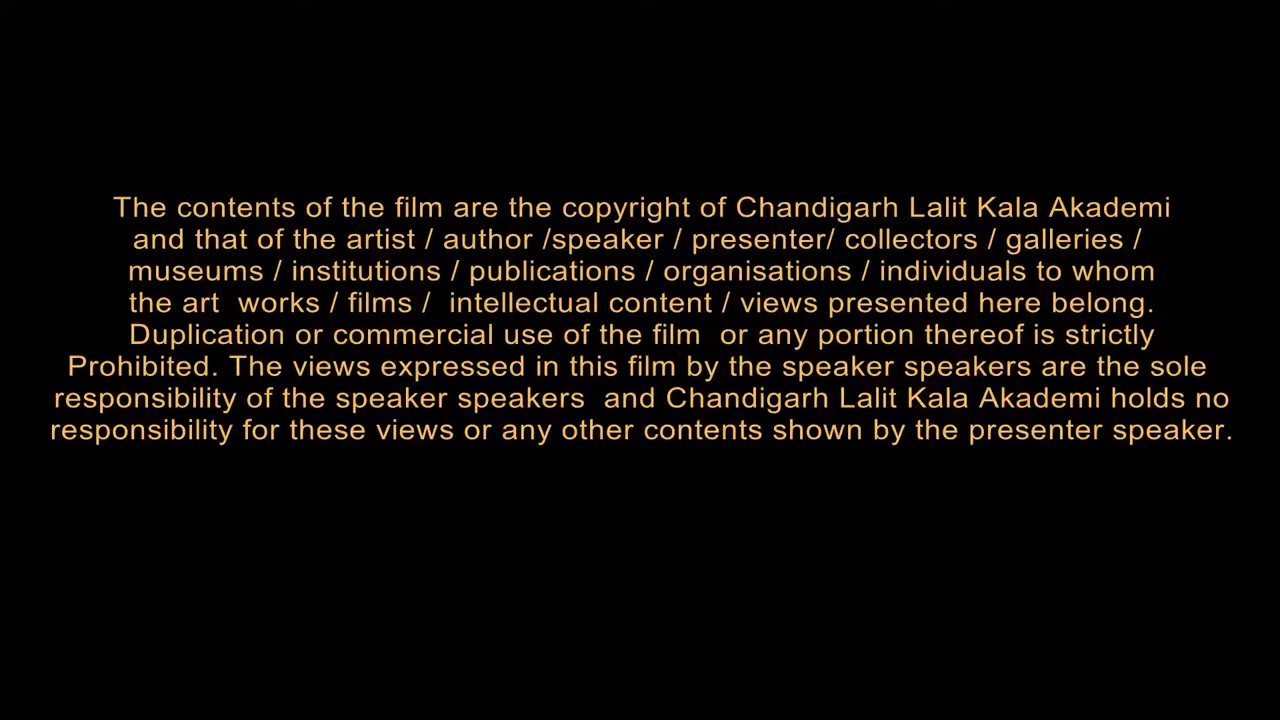 The contents of the film are the copyright of Chandigarh Lalit Kala Akademi
and that of the artist / author /speaker / presenter/ collectors / galleries /
museums / institutions / publications / organisations / individuals to whom
the art  works / films /  intellectual content / views presented here belong.
Duplication or commercial use of the film  or any portion thereof is strictly
Prohibited. The views expressed in this film by the speaker speakers are the sole
responsibility of the speaker speakers  and Chandigarh Lalit Kala Akademi holds no
responsibility for these views or any other contents shown by the presenter speaker.